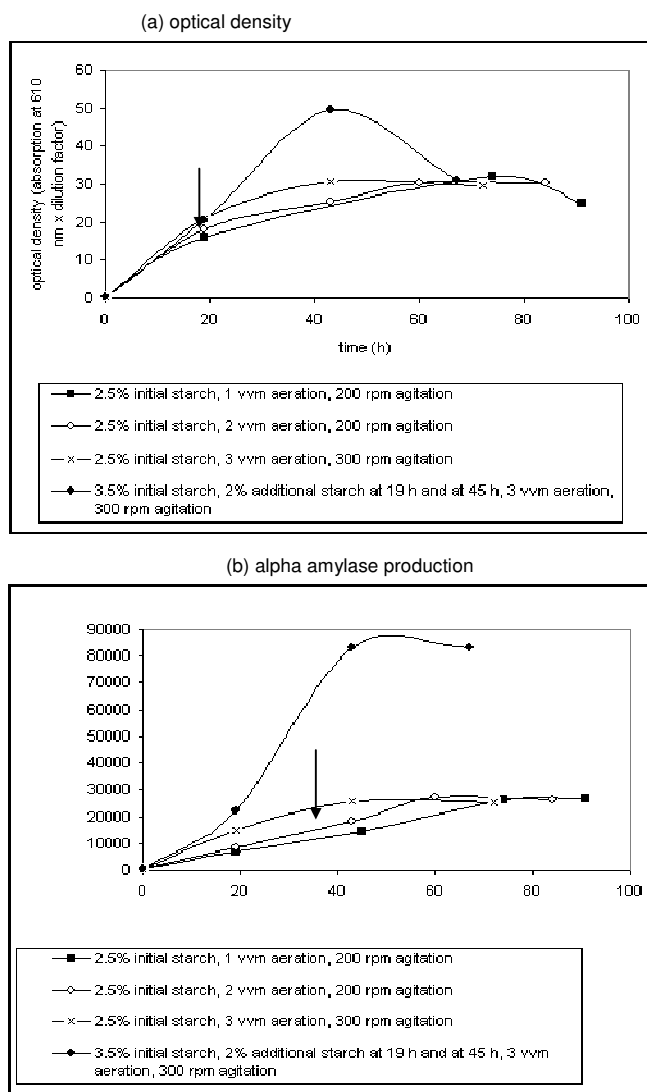 (a) optical density
60
50
40
30
20
10
0
optical density (absorption at 610
nm x dilution factor)
0 20 40 60 80 100
time (h)
2.5% initial starch, 1 vvm aeration, 200 rpm agitation
2.5% initial starch, 2 vvm aeration, 200 rpm agitation
2.5% initial starch, 3 vvm aeration, 300 rpm agitation
3.5% initial starch, 2% additional starch at 19 h and at 45 h, 3 vvm aeration,
300 rpm agitation
(b) alpha amylase production
90000
80000
70000
60000
50000
40000
30000
20000
10000
0
0 20 40 60 80 100
2.5% initial starch, 1 vvm aeration, 200 rpm agitation
2.5% initial starch, 2 vvm aeration, 200 rpm agitation
2.5% initial starch, 3 vvm aeration, 300 rpm agitation
3.5% initial starch, 2% additional starch at 19 h and at 45 h, 3 vvm
aeration, 300 rpm agitation